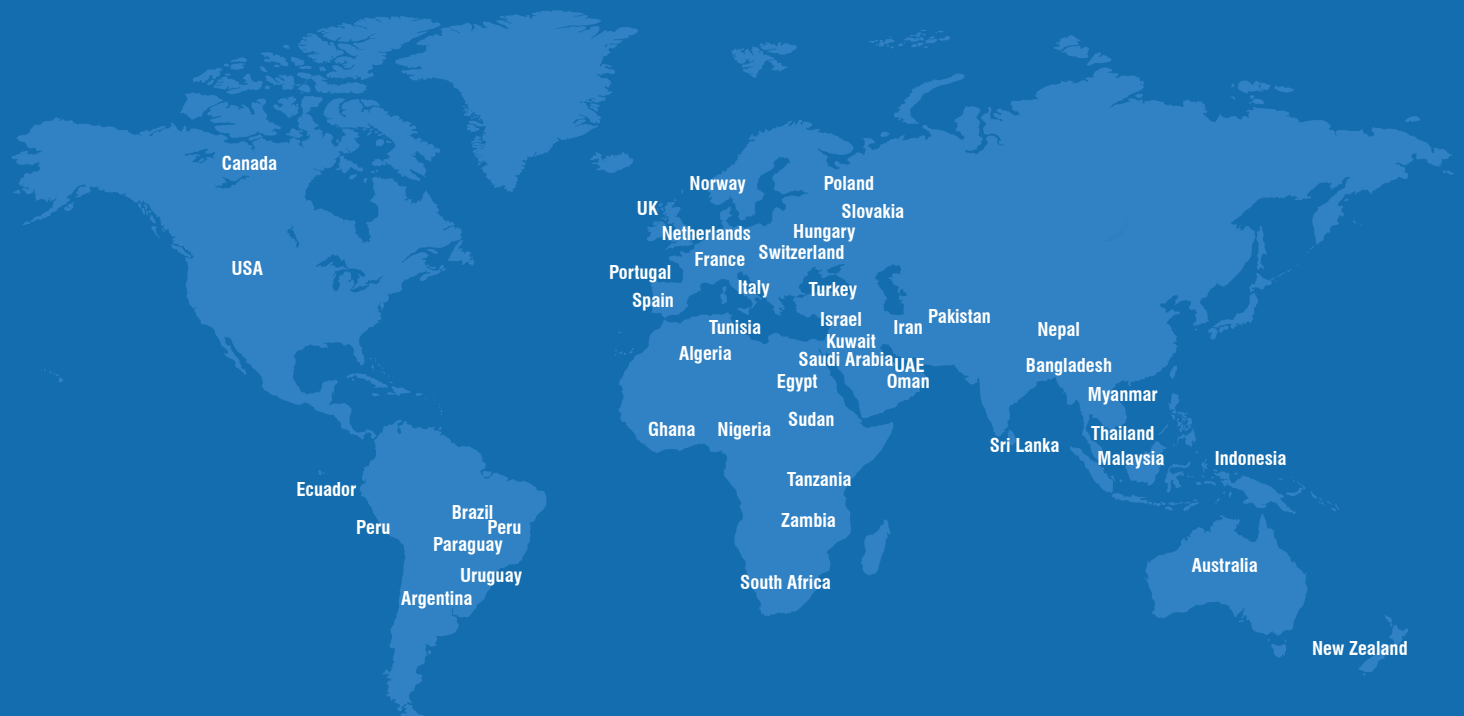 Canada
Norway
Poland
UK
Slovakia
Netherlands
Hungary
Switzerland
France
USA
Portugal
Italy
Turkey
Spain
Pakistan
Israel
Tunisia
Iran
Nepal
Kuwait
Algeria
Saudi Arabia
UAE
Bangladesh
Egypt
Oman
Myanmar
Sudan
Ghana
Nigeria
Thailand
Sri Lanka
Malaysia
Indonesia
Tanzania
Ecuador
Brazil
Zambia
Peru
Peru
Paraguay
Australia
Uruguay
South Africa
Argentina
New Zealand